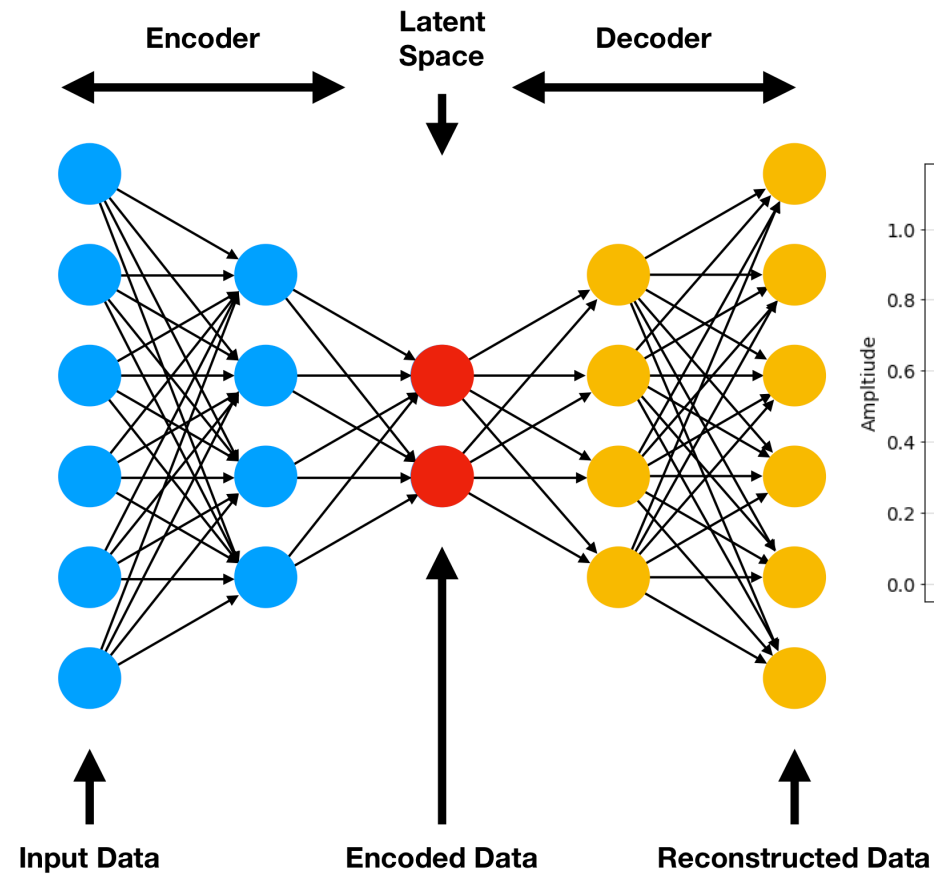 Encoder
Latent
Space
Decoder
1.0
0.8
0.6
0.4
0.2
0.0
Ampltiude
Input Data
Encoded Data
Reconstructed Data